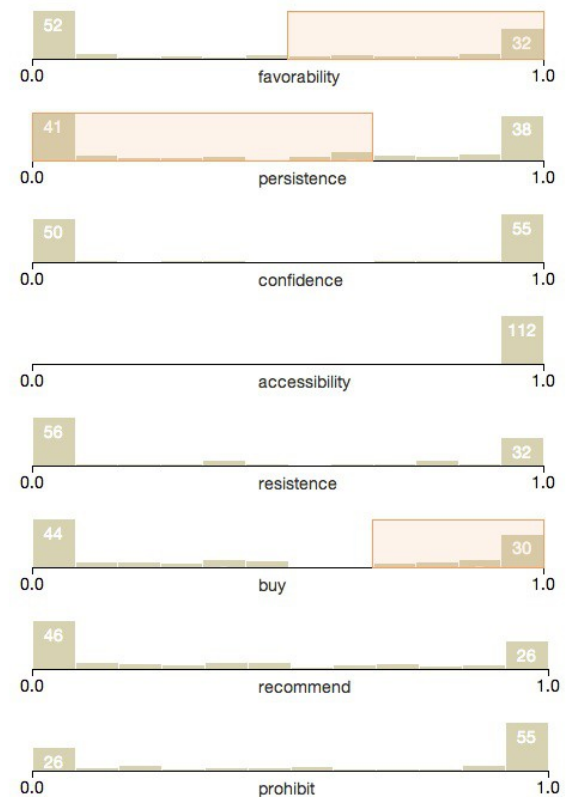 52 32
0.0 favorability 1.0
41 38
0.0 persistence 1.0
50 55
0.0 confidence 1.0
112
0.0 accessibility 1.0
56 32
0.0 resistence 1.0
44 30
0.0 buy 1.0
46 26
0.0 recommend 1.0
26 55
0.0 prohibit 1.0